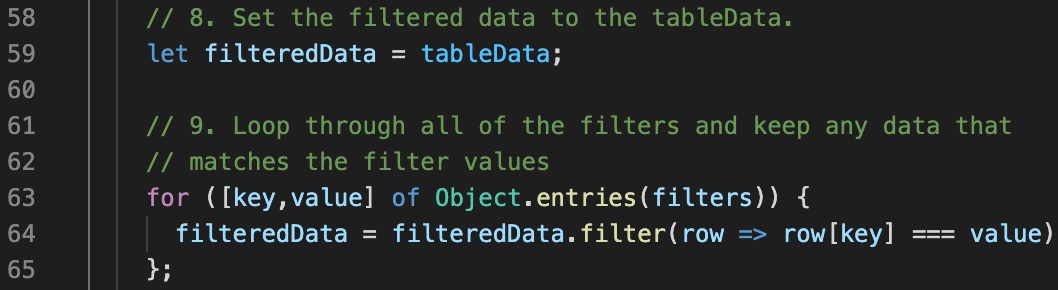 58 // 8. Set the filtered data to the tableData.
59 let filteredData = tableData;
60
61 // 9. Loop through all of the filters and keep any data that
62 // matches the filter values
63 for ([key,value] of Object.entries(filters)) {
64 filteredData = filteredData.filter(row => row[key] === value)
65 };